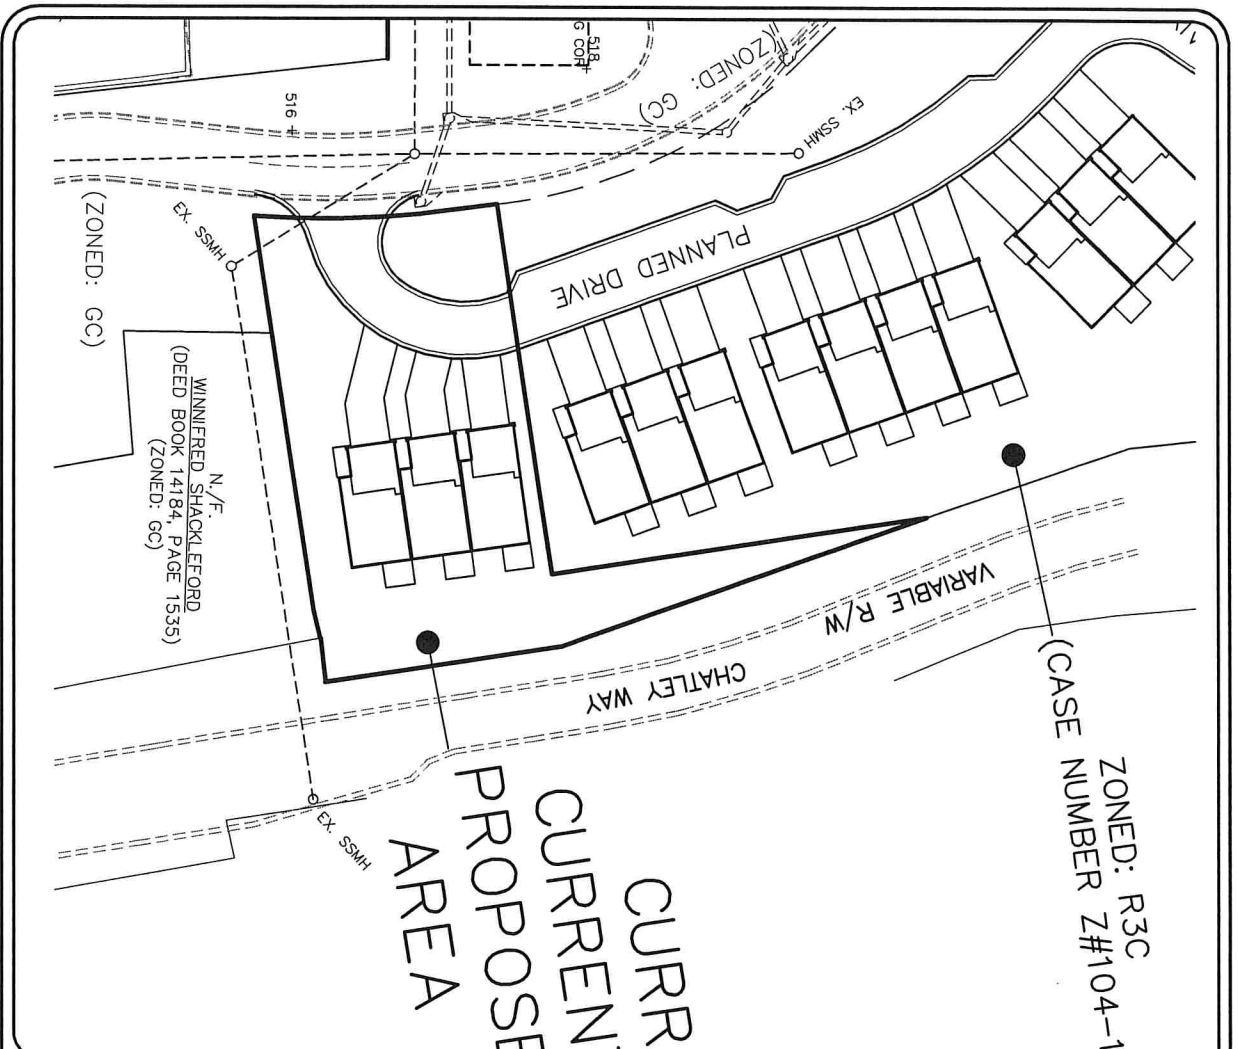 518
G COR
(ZONED: GC)
516
EX. SSMH
EX. SSMH
(ZONED: GC)
PLANNED DRIVE
N./F.
WINNIFRED SHACKLEFORD
(DEED BOOK 14184, PAGE 1535)
(ZONED: GC)
VARIABLE R/W
CHATLEY WAY
EX. SSMH
ZONED: R3C
(CASE NUMBER Z#104-1
CURR
CURRENT
PROPOSE
AREA